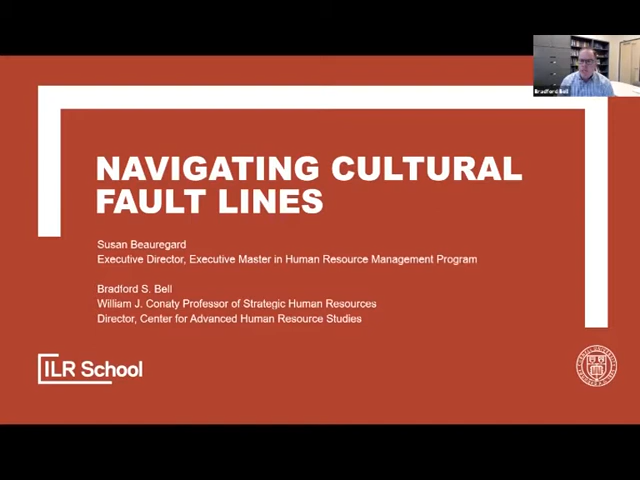 Bradford Bell
NAVIGATING CULTURAL
FAULT LINES
Susan Beauregard
Executive Director, Executive Master in Human Resource Management Program
Bradford S. Bell
William J. Conaty Professor of Strategic Human Resources
Director, Center for Advanced Human Resource Studies
ILR School